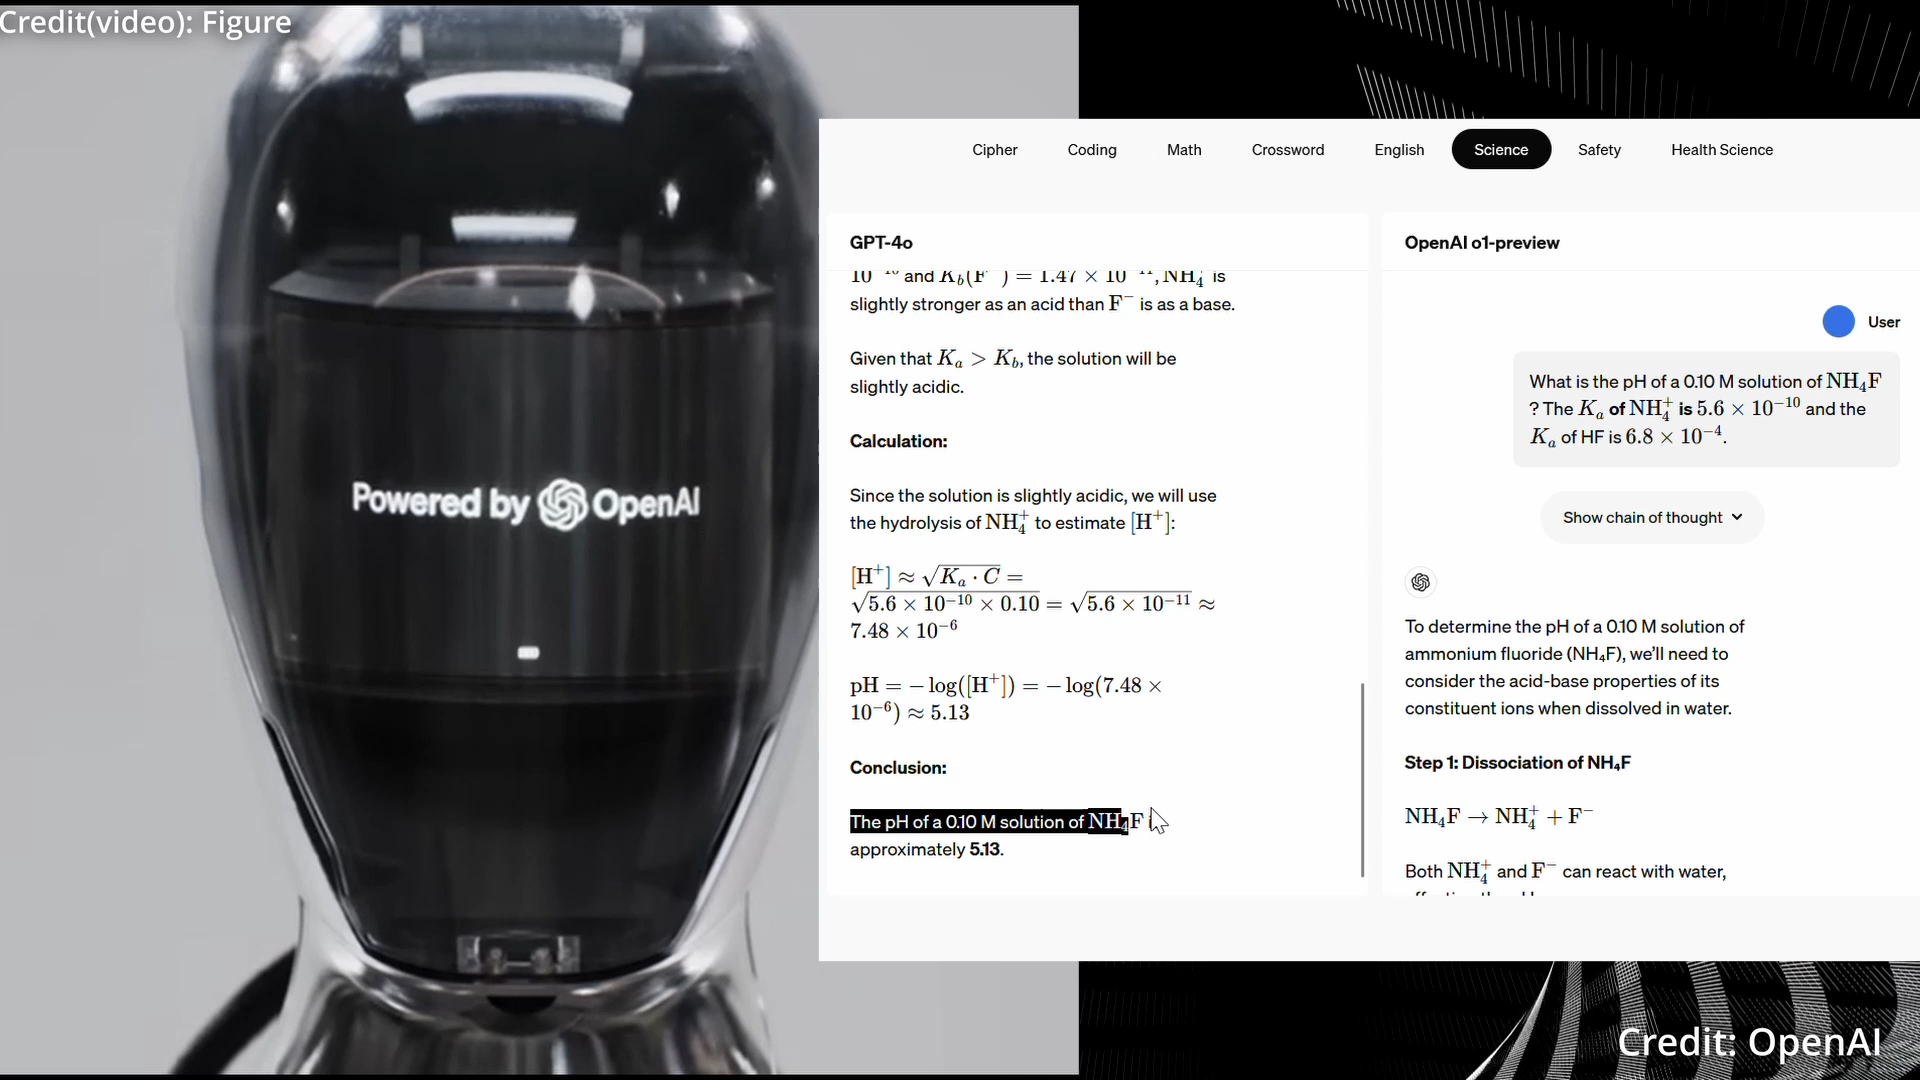 Credit(video): Figure
Powered by OpenAI
Cipher Coding Math Crossword English Science Safety Health Science
GPT-4o
and K_b(F⁻) = 1.47 × 10⁻¹¹, NH₄⁺ is
slightly stronger as an acid than F⁻ is as a base.
Given that Kₐ > K_b, the solution will be
slightly acidic.
Calculation:
Since the solution is slightly acidic, we will use
the hydrolysis of NH₄⁺ to estimate [H⁺]:
[H⁺] ≈ √Kₐ · C =
√5.6 × 10⁻¹⁰ × 0.10 = √5.6 × 10⁻¹¹ ≈
7.48 × 10⁻⁶
pH = − log([H⁺]) = − log(7.48 ×
10⁻⁶) ≈ 5.13
Conclusion:
The pH of a 0.10 M solution of NH₄F
approximately 5.13.
OpenAI o1-preview
User
What is the pH of a 0.10 M solution of NH₄F
? The Kₐ of NH₄⁺ is 5.6 × 10⁻¹⁰ and the
Kₐ of HF is 6.8 × 10⁻⁴.
Show chain of thought
To determine the pH of a 0.10 M solution of
ammonium fluoride (NH₄F), we’ll need to
consider the acid-base properties of its
constituent ions when dissolved in water.
Step 1: Dissociation of NH₄F
NH₄F → NH₄⁺ + F⁻
Both NH₄⁺ and F⁻ can react with water,
Credit: OpenAI